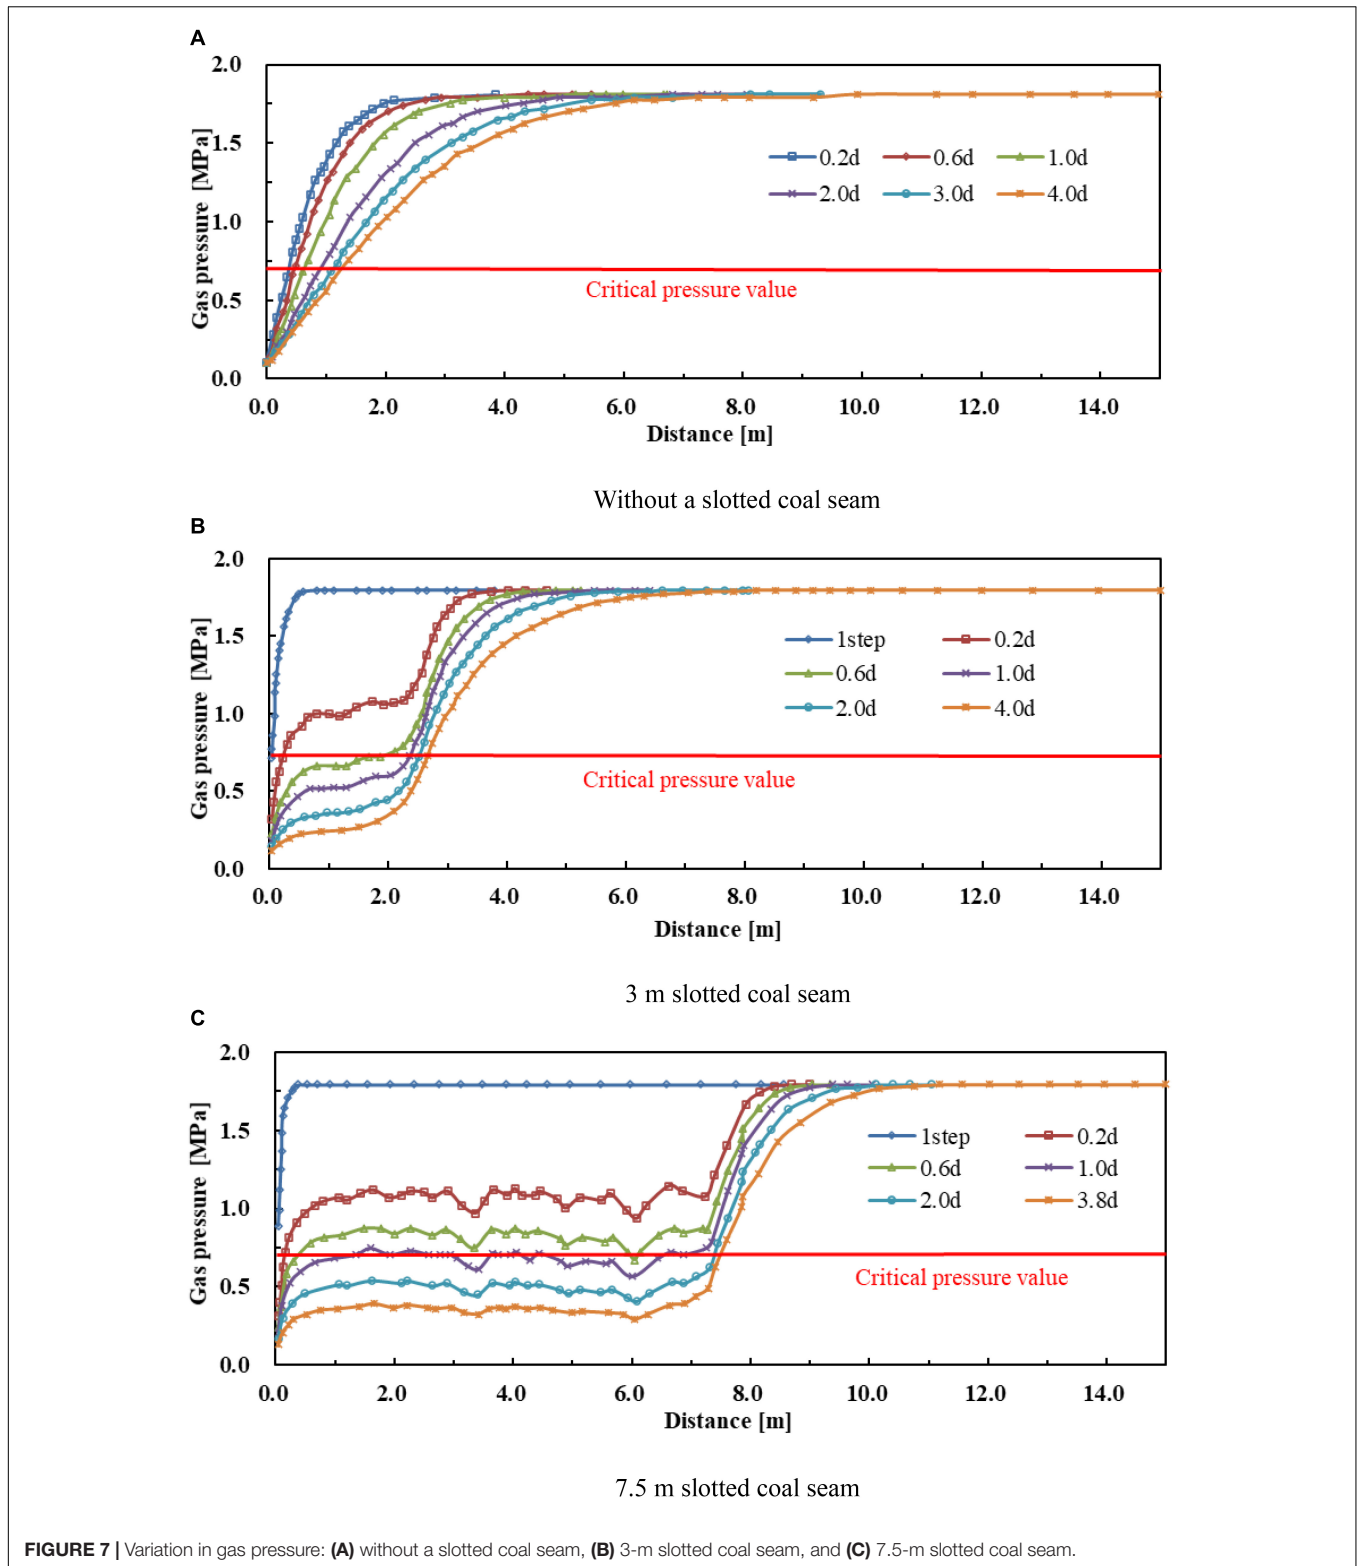 A
2.0
1.5
1.0
0.5
0.0
Gas pressure [MPa]
0.2d 0.6d 1.0d
2.0d 3.0d 4.0d
Critical pressure value
0.0 2.0 4.0 6.0 8.0 10.0 12.0 14.0
Distance [m]
Without a slotted coal seam
B
2.0
1.5
1.0
0.5
0.0
Gas pressure [MPa]
1step 0.2d
0.6d 1.0d
2.0d 4.0d
Critical pressure value
0.0 2.0 4.0 6.0 8.0 10.0 12.0 14.0
Distance [m]
3 m slotted coal seam
C
2.0
1.5
1.0
0.5
0.0
Gas pressure [MPa]
1step 0.2d
0.6d 1.0d
2.0d 3.8d
Critical pressure value
0.0 2.0 4.0 6.0 8.0 10.0 12.0 14.0
Distance [m]
7.5 m slotted coal seam
FIGURE 7 | Variation in gas pressure: (A) without a slotted coal seam, (B) 3-m slotted coal seam, and (C) 7.5-m slotted coal seam.